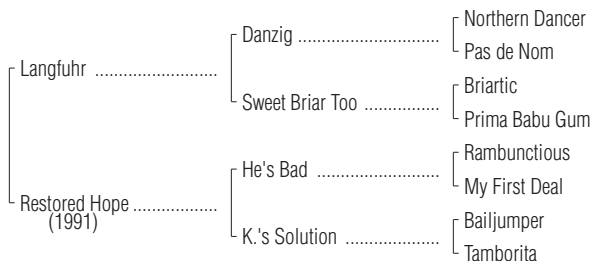 Northern Dancer
Danzig ........................
Pas de Nom
Langfuhr ..........................
Briartic
Sweet Briar Too ................
Prima Babu Gum
Rambunctious
He's Bad ....................
My First Deal
Restored Hope ..................
(1991)
Bailjumper
K.'s Solution ....................
Tamborita